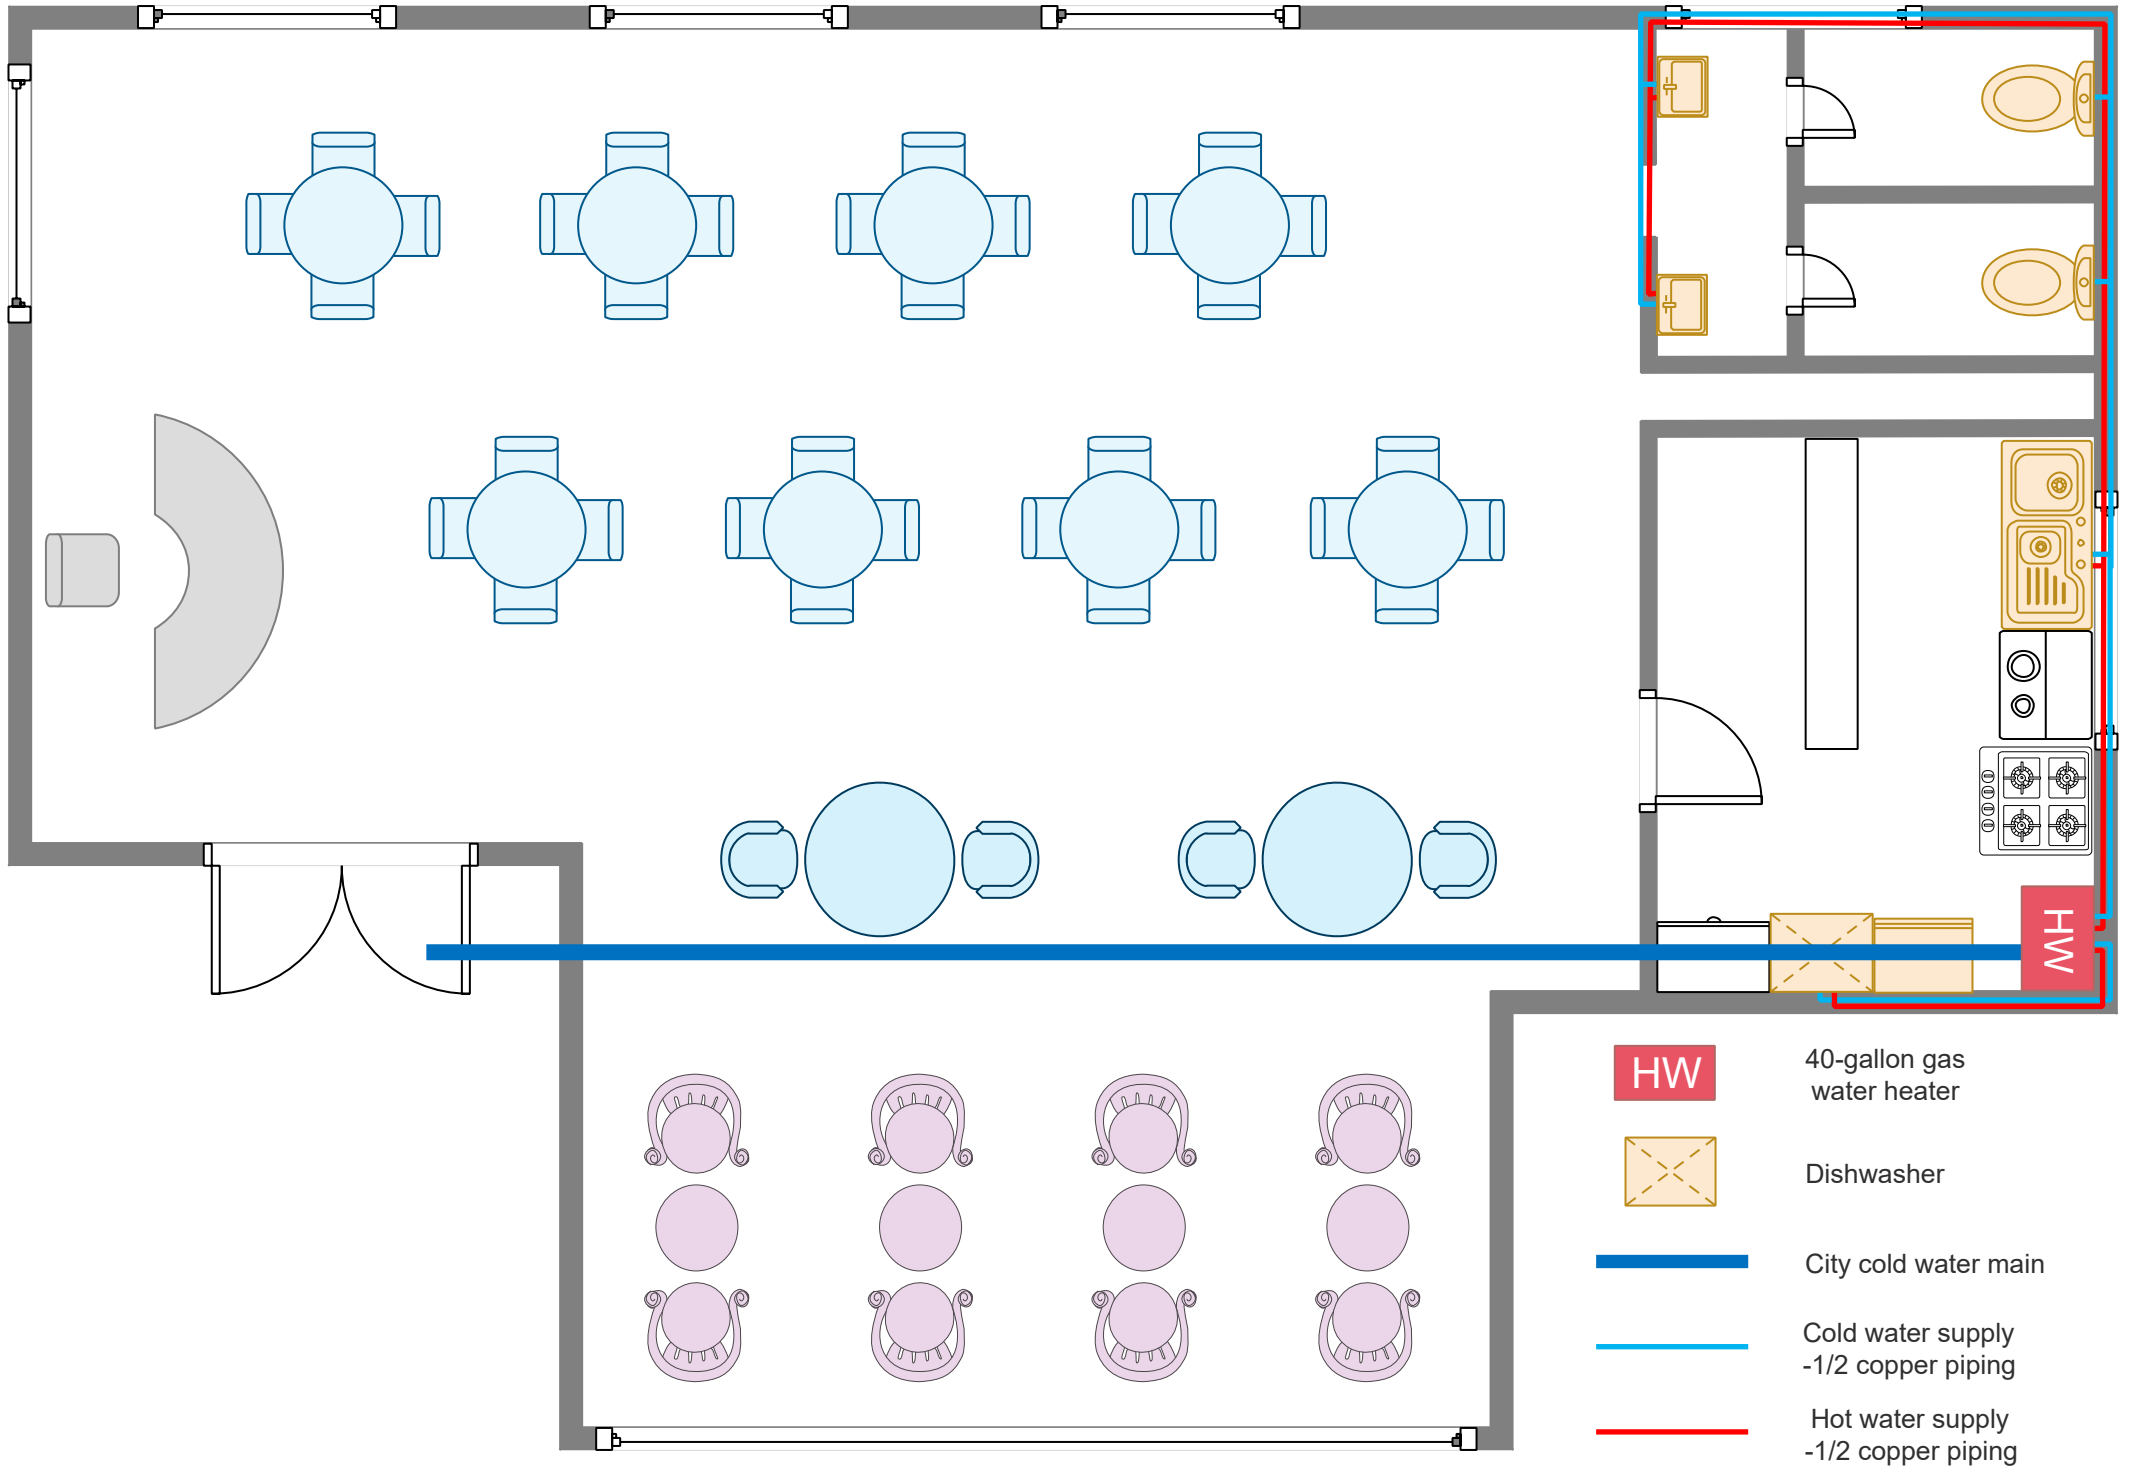 HW
HW
40-gallon gas
water heater
Dishwasher
City cold water main
Cold water supply
-1/2 copper piping
Hot water supply
-1/2 copper piping